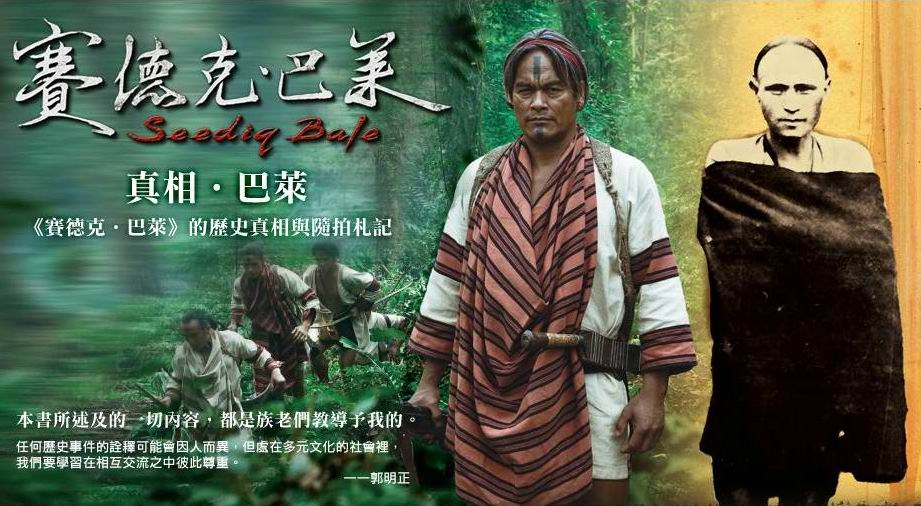 賽德克·巴萊
Seediq Bale
真相·巴萊
《賽德克·巴萊》的歷史真相與隨拍札記
本書所述及的一切內容，都是族老們教導予我的。
任何歷史事件的詮釋可能會因人而異，但處在多元文化的社會裡，
我們要學習在相互交流之中彼此尊重。
——郭明正